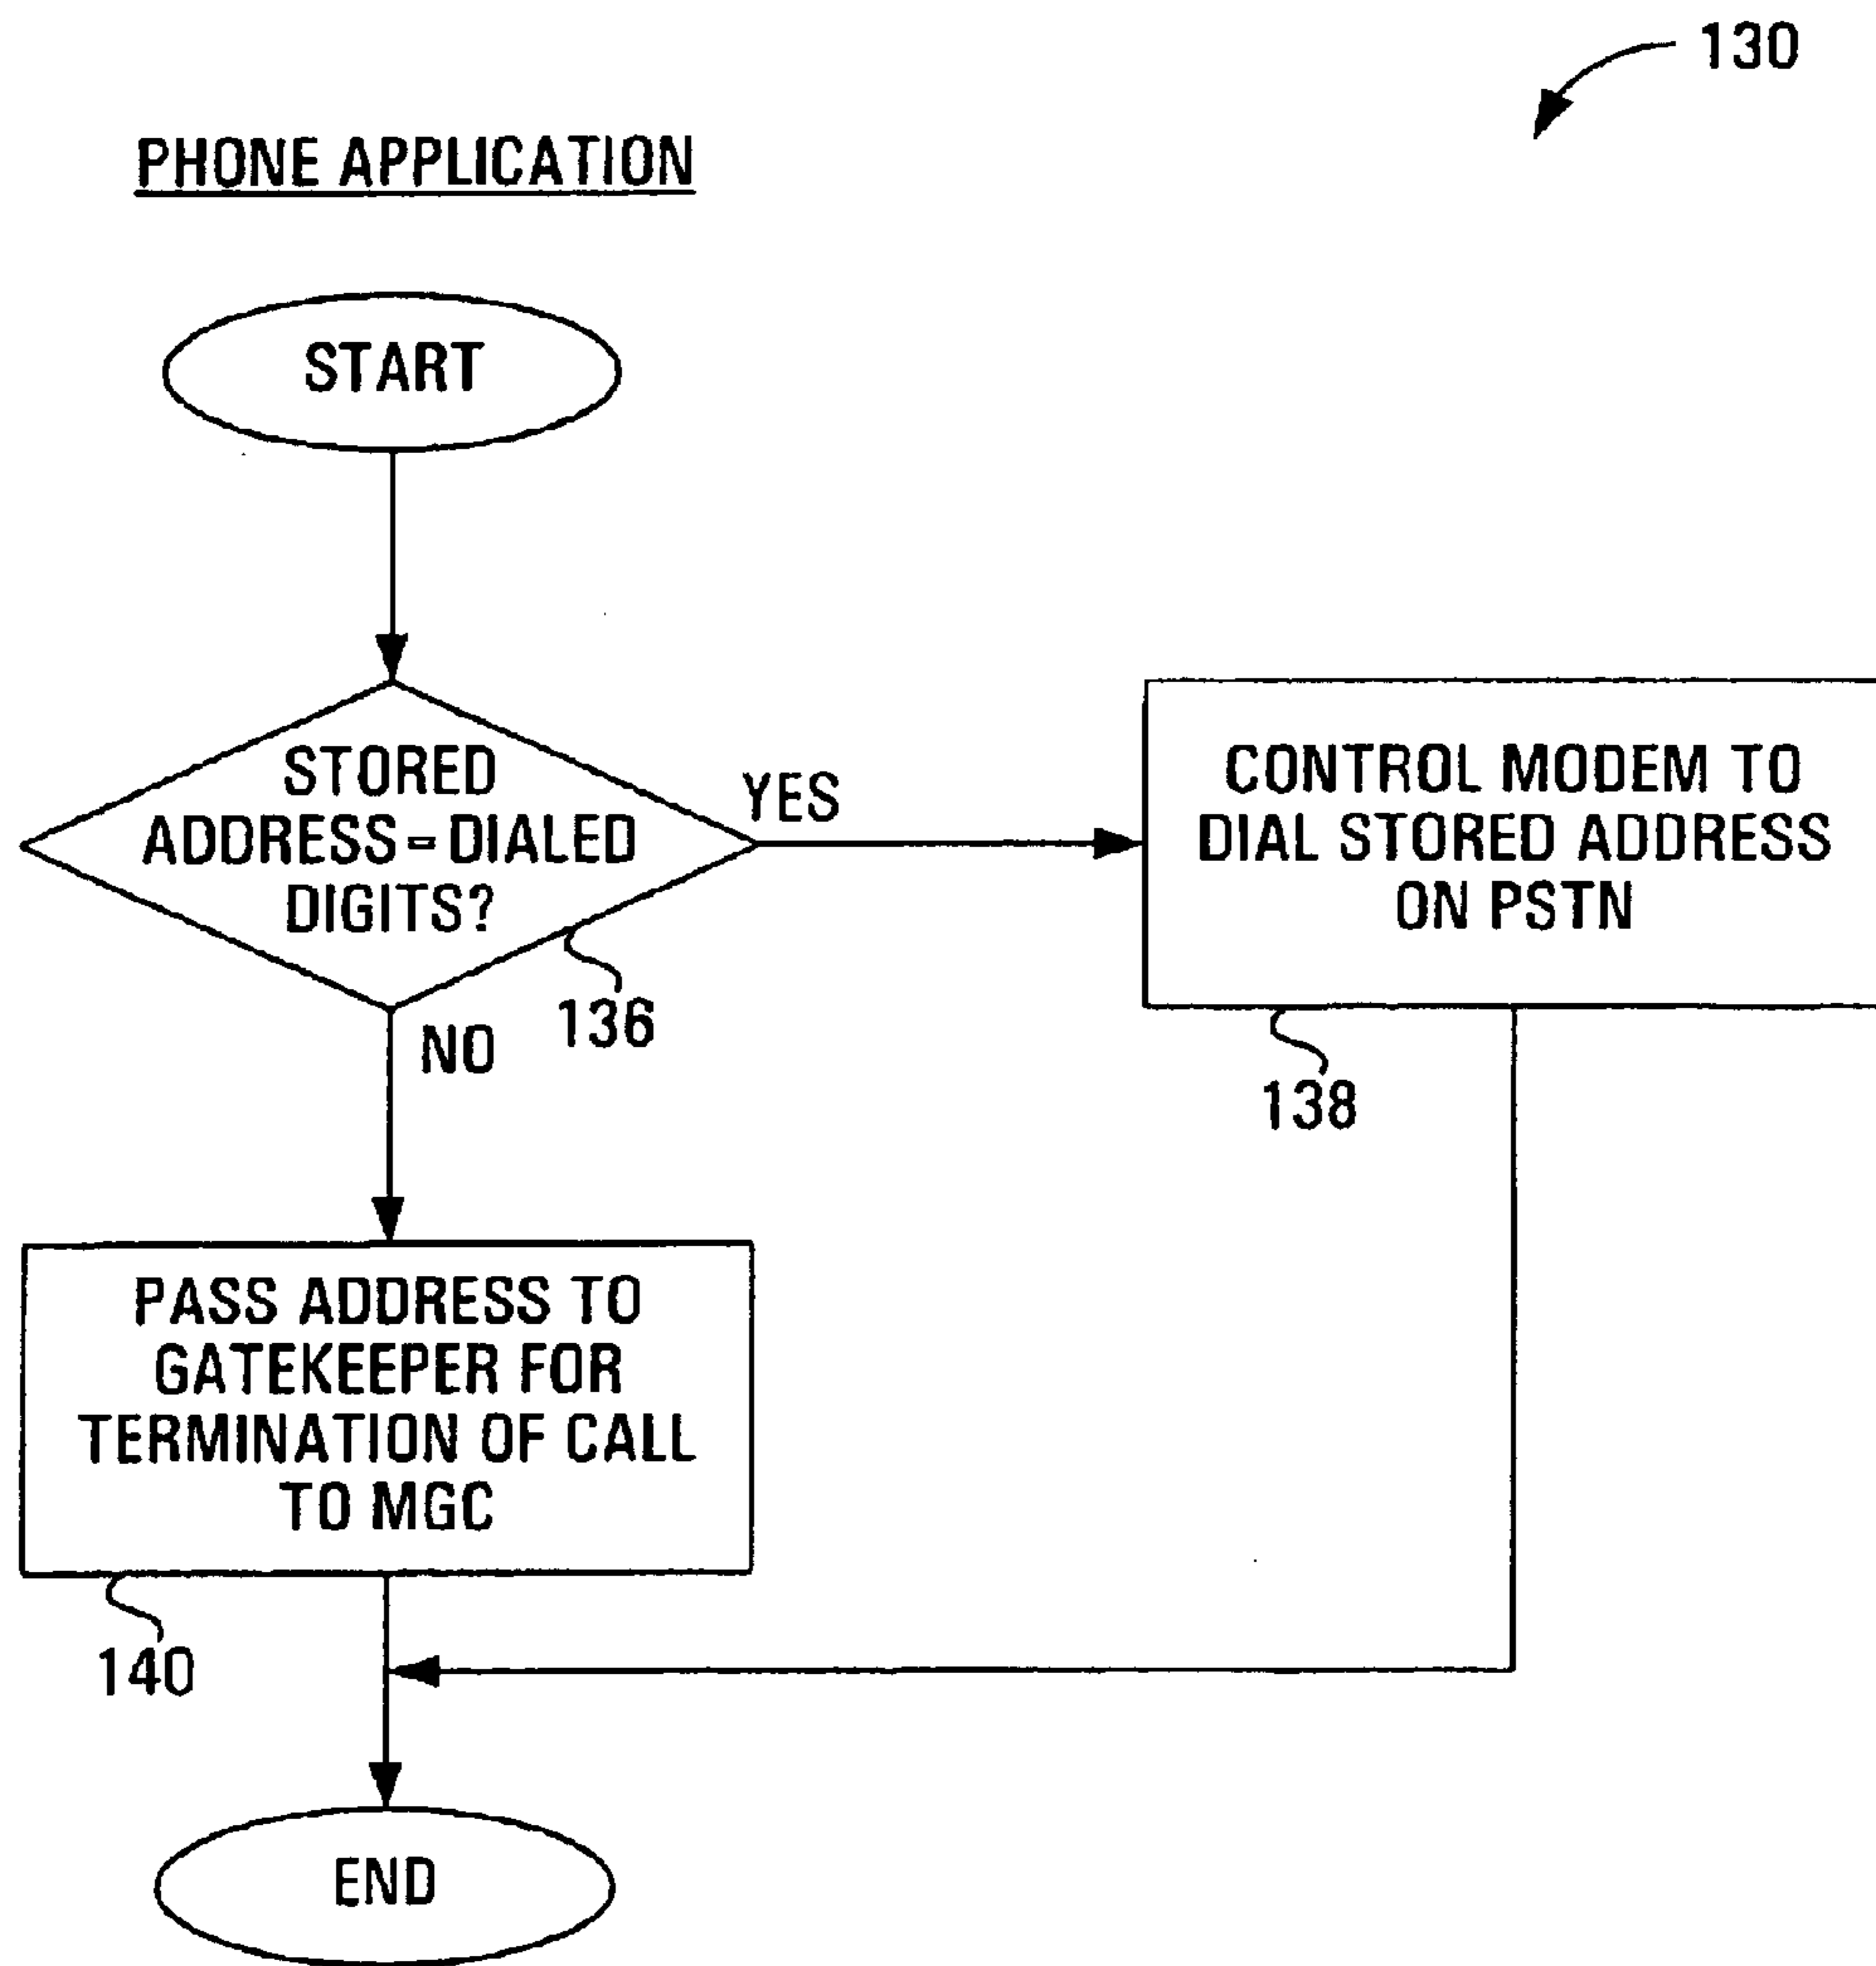 130
PHONE APPLICATION
START
STORED
ADDRESS = DIALED
DIGITS?
YES
CONTROL MODEM TO
DIAL STORED ADDRESS
ON PSTN
136
NO
138
PASS ADDRESS TO
GATEKEEPER FOR
TERMINATION OF CALL
TO MGC
140
END